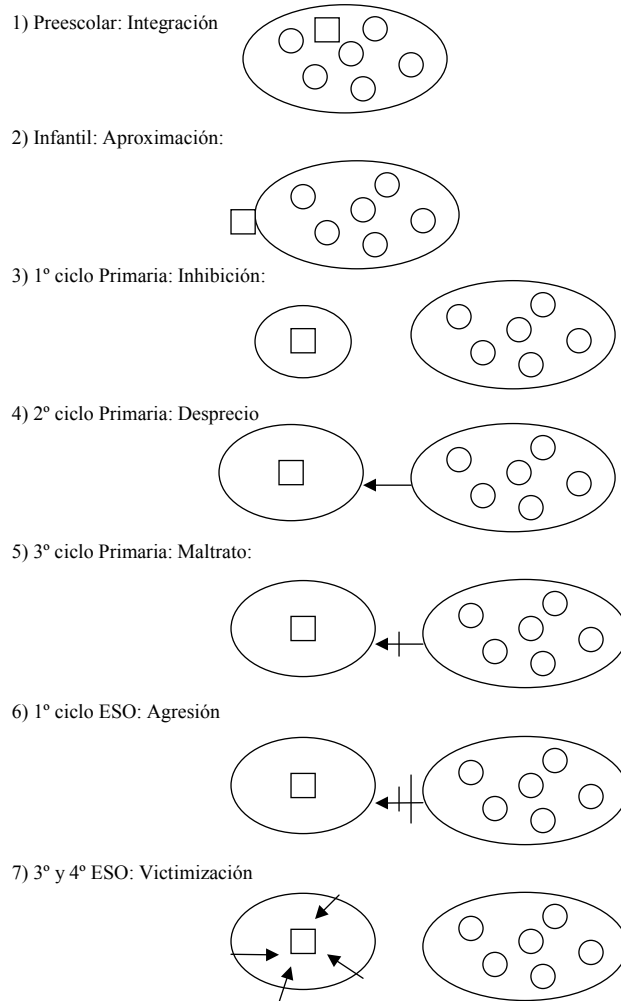 1) Preescolar: Integración
2) Infantil: Aproximación:
3) 1º ciclo Primaria: Inhibición:
4) 2º ciclo Primaria: Desprecio
5) 3º ciclo Primaria: Maltrato:
6) 1º ciclo ESO: Agresión
7) 3º y 4º ESO: Victimización